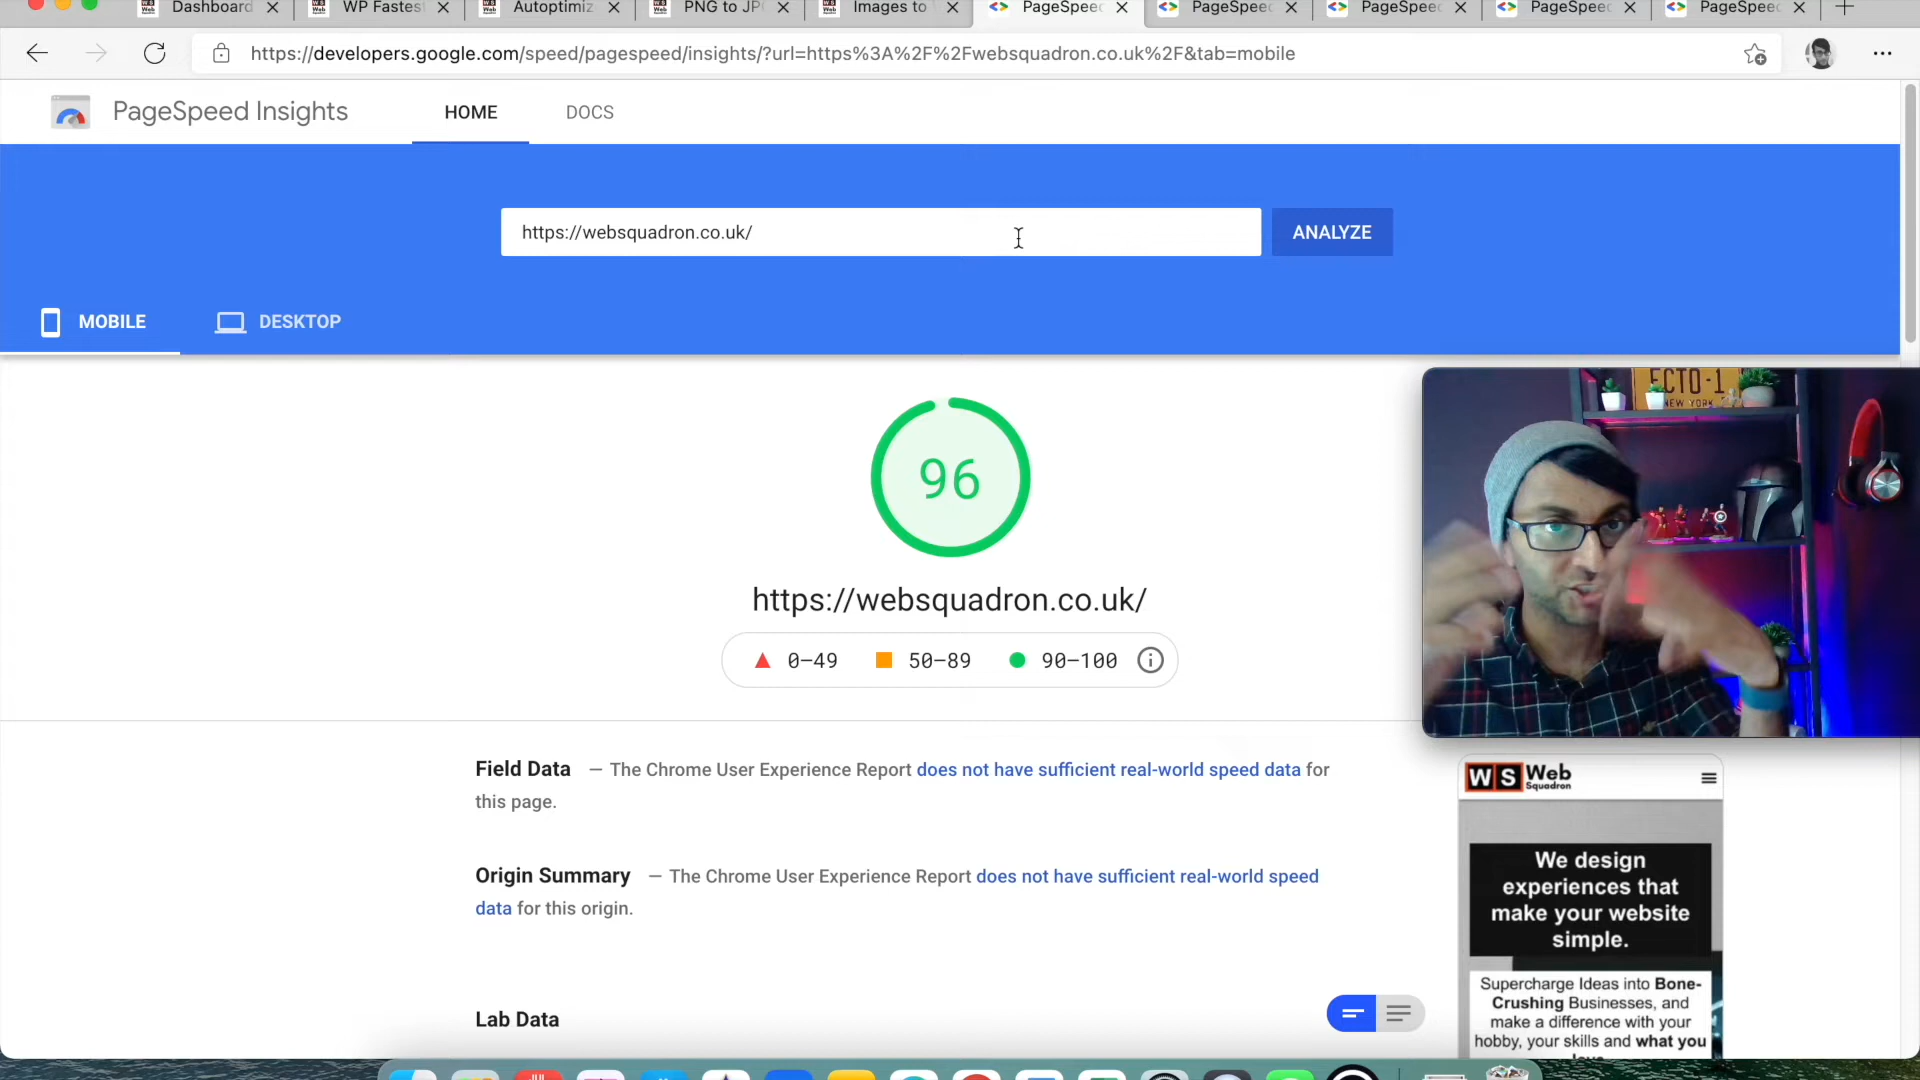 Dashboard
WP Fastes
Autoptimiz
PNG to JP
Images to
PageSpee
PageSpee
PageSpee
PageSpee
PageSpee
https://developers.google.com/speed/pagespeed/insights/?url=https%3A%2F%2Fwebsquadron.co.uk%2F&tab=mobile
PageSpeed Insights
HOME
DOCS
https://websquadron.co.uk/
ANALYZE
MOBILE
DESKTOP
ECTO-1
NEW YORK
96
https://websquadron.co.uk/
0–49
50–89
90–100
Field Data — The Chrome User Experience Report does not have sufficient real-world speed data for
this page.
Origin Summary — The Chrome User Experience Report does not have sufficient real-world speed
data for this origin.
Lab Data
WS Web
Squadron
We design
experiences that
make your website
simple.
Supercharge Ideas into Bone-
Crushing Businesses, and
make a difference with your
hobby, your skills and what you